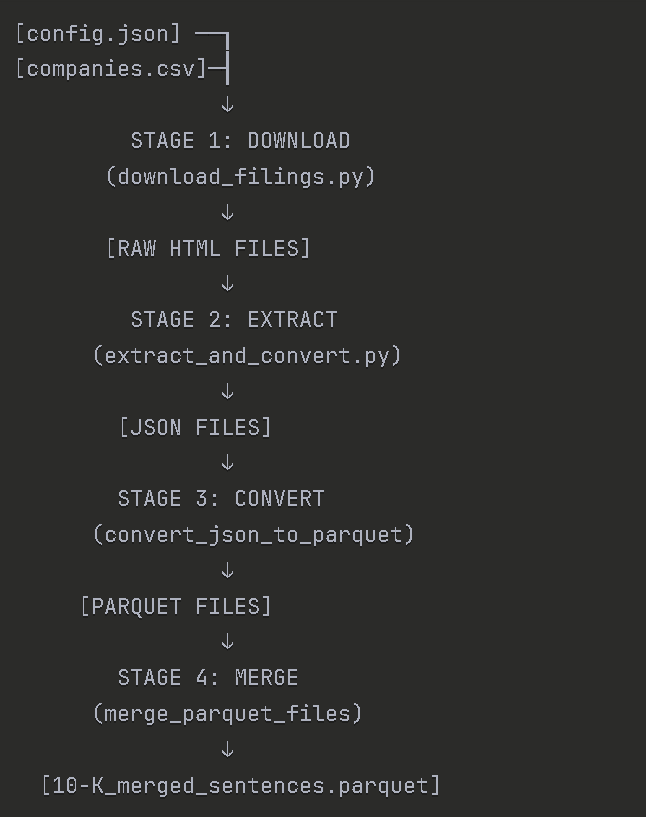 [config.json] ──┐
[companies.csv]─┤
↓
STAGE 1: DOWNLOAD
(download_filings.py)
↓
[RAW HTML FILES]
↓
STAGE 2: EXTRACT
(extract_and_convert.py)
↓
[JSON FILES]
↓
STAGE 3: CONVERT
(convert_json_to_parquet)
↓
[PARQUET FILES]
↓
STAGE 4: MERGE
(merge_parquet_files)
↓
[10-K_merged_sentences.parquet]